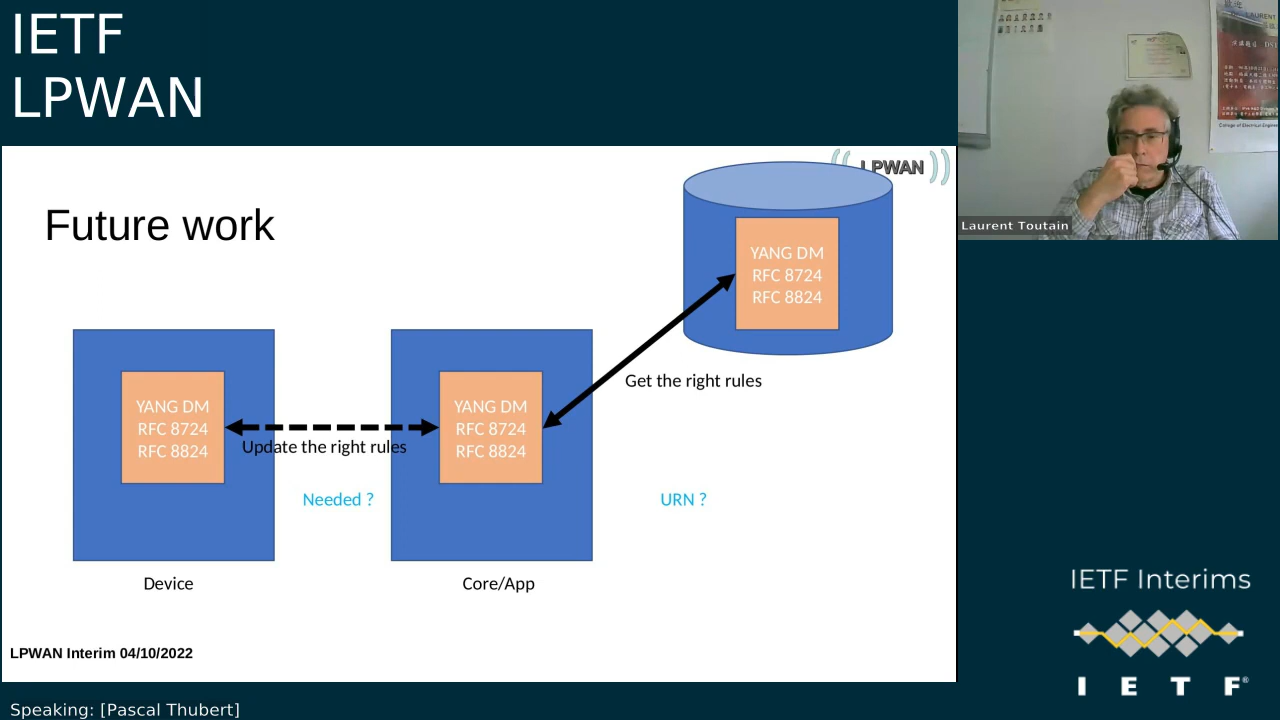 IETF
LPWAN
LPWAN
Future work
YANG DM
RFC 8724
RFC 8824
Get the right rules
YANG DM
RFC 8724
RFC 8824
Update the right rules
YANG DM
RFC 8724
RFC 8824
Needed ?
URN ?
Device
Core/App
LPWAN Interim 04/10/2022
Speaking: [Pascal Thubert]
LAURENT
Laurent Toutain
IETF Interims
I E T F®